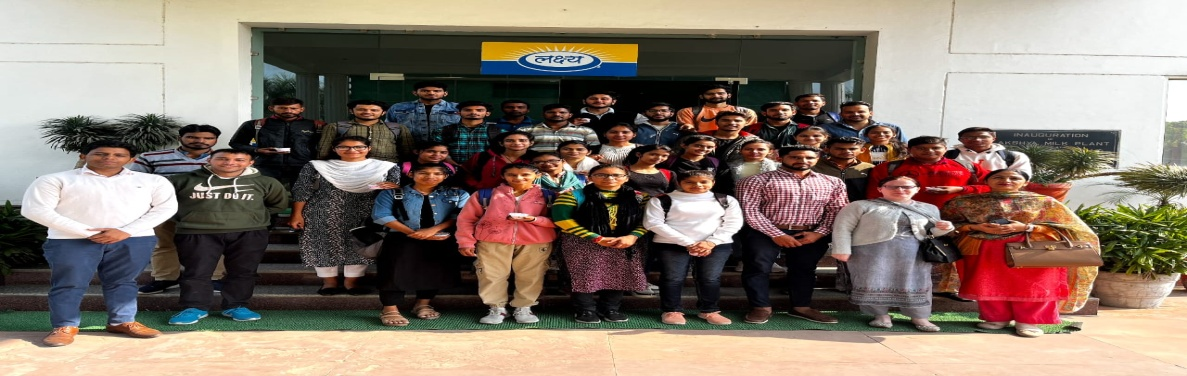 लक्ष्य
INAUGURATION
MILK PLANT
JUST DO IT.